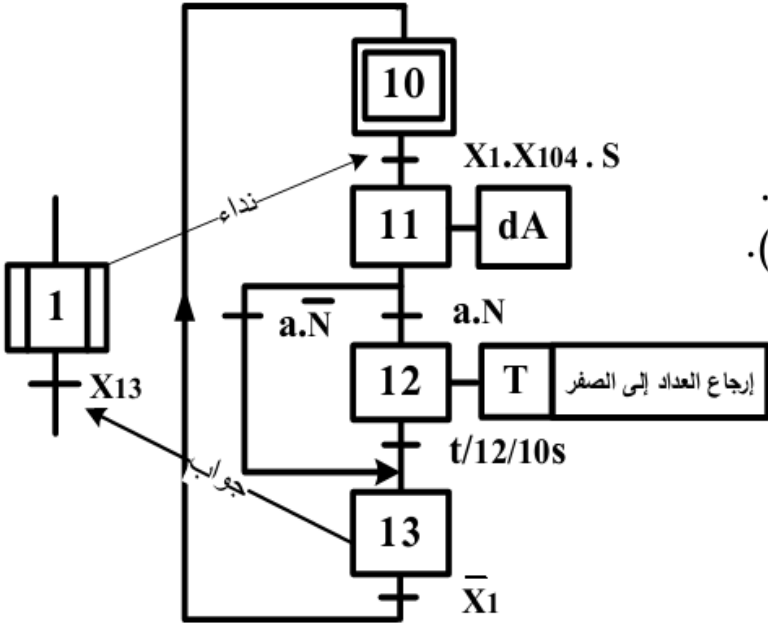 10
X1.X104 . S
نداء
11 dA
. ).
1
a.N̅ a.N
12 T إرجاع العداد إلى الصفر
X13
t/12/10s
جواب
13
X̅1